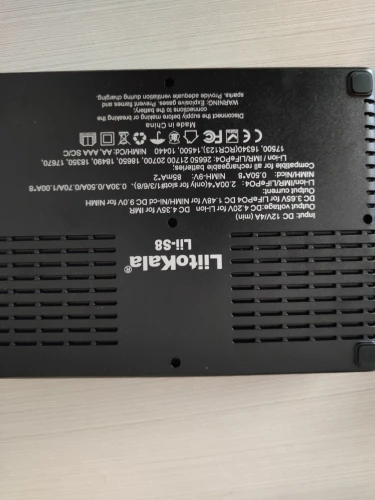 LiitoKala®
Lii-S8
Input: DC 12V/4A( min)
Output voltage: DC 4.20V for Li-ion DC 4.35V for IMR
DC 3.65V for LiFePO4 DC 1.48V for NiMH/Ni-cd DC 9.0V for NiMH
Output current:
Li-ion/IMR/LiFePO4: 2.00A*4(only for slot#1/3/6/8), 0.30A/0.50A/0.70A/1.00A*8
NiMH/Nicd: 0.50A*8 NiMH-9V: 85MA*2
Compatible for all rechargeable batteries:
Li-ion/IMR/LiFePO4: 26650 21700 20700, 18650, 18490, 18350, 17670,
17500, 16340(RCR123), 14500, 10440 NiMH/Cd: AA, AAA, SC/C
Made in China
Disconnect supply before making or breaking the
connections to the battery.
WARNING: Explosive gases. Prevent flames and
sparks. Provide adequate ventilation during charging.